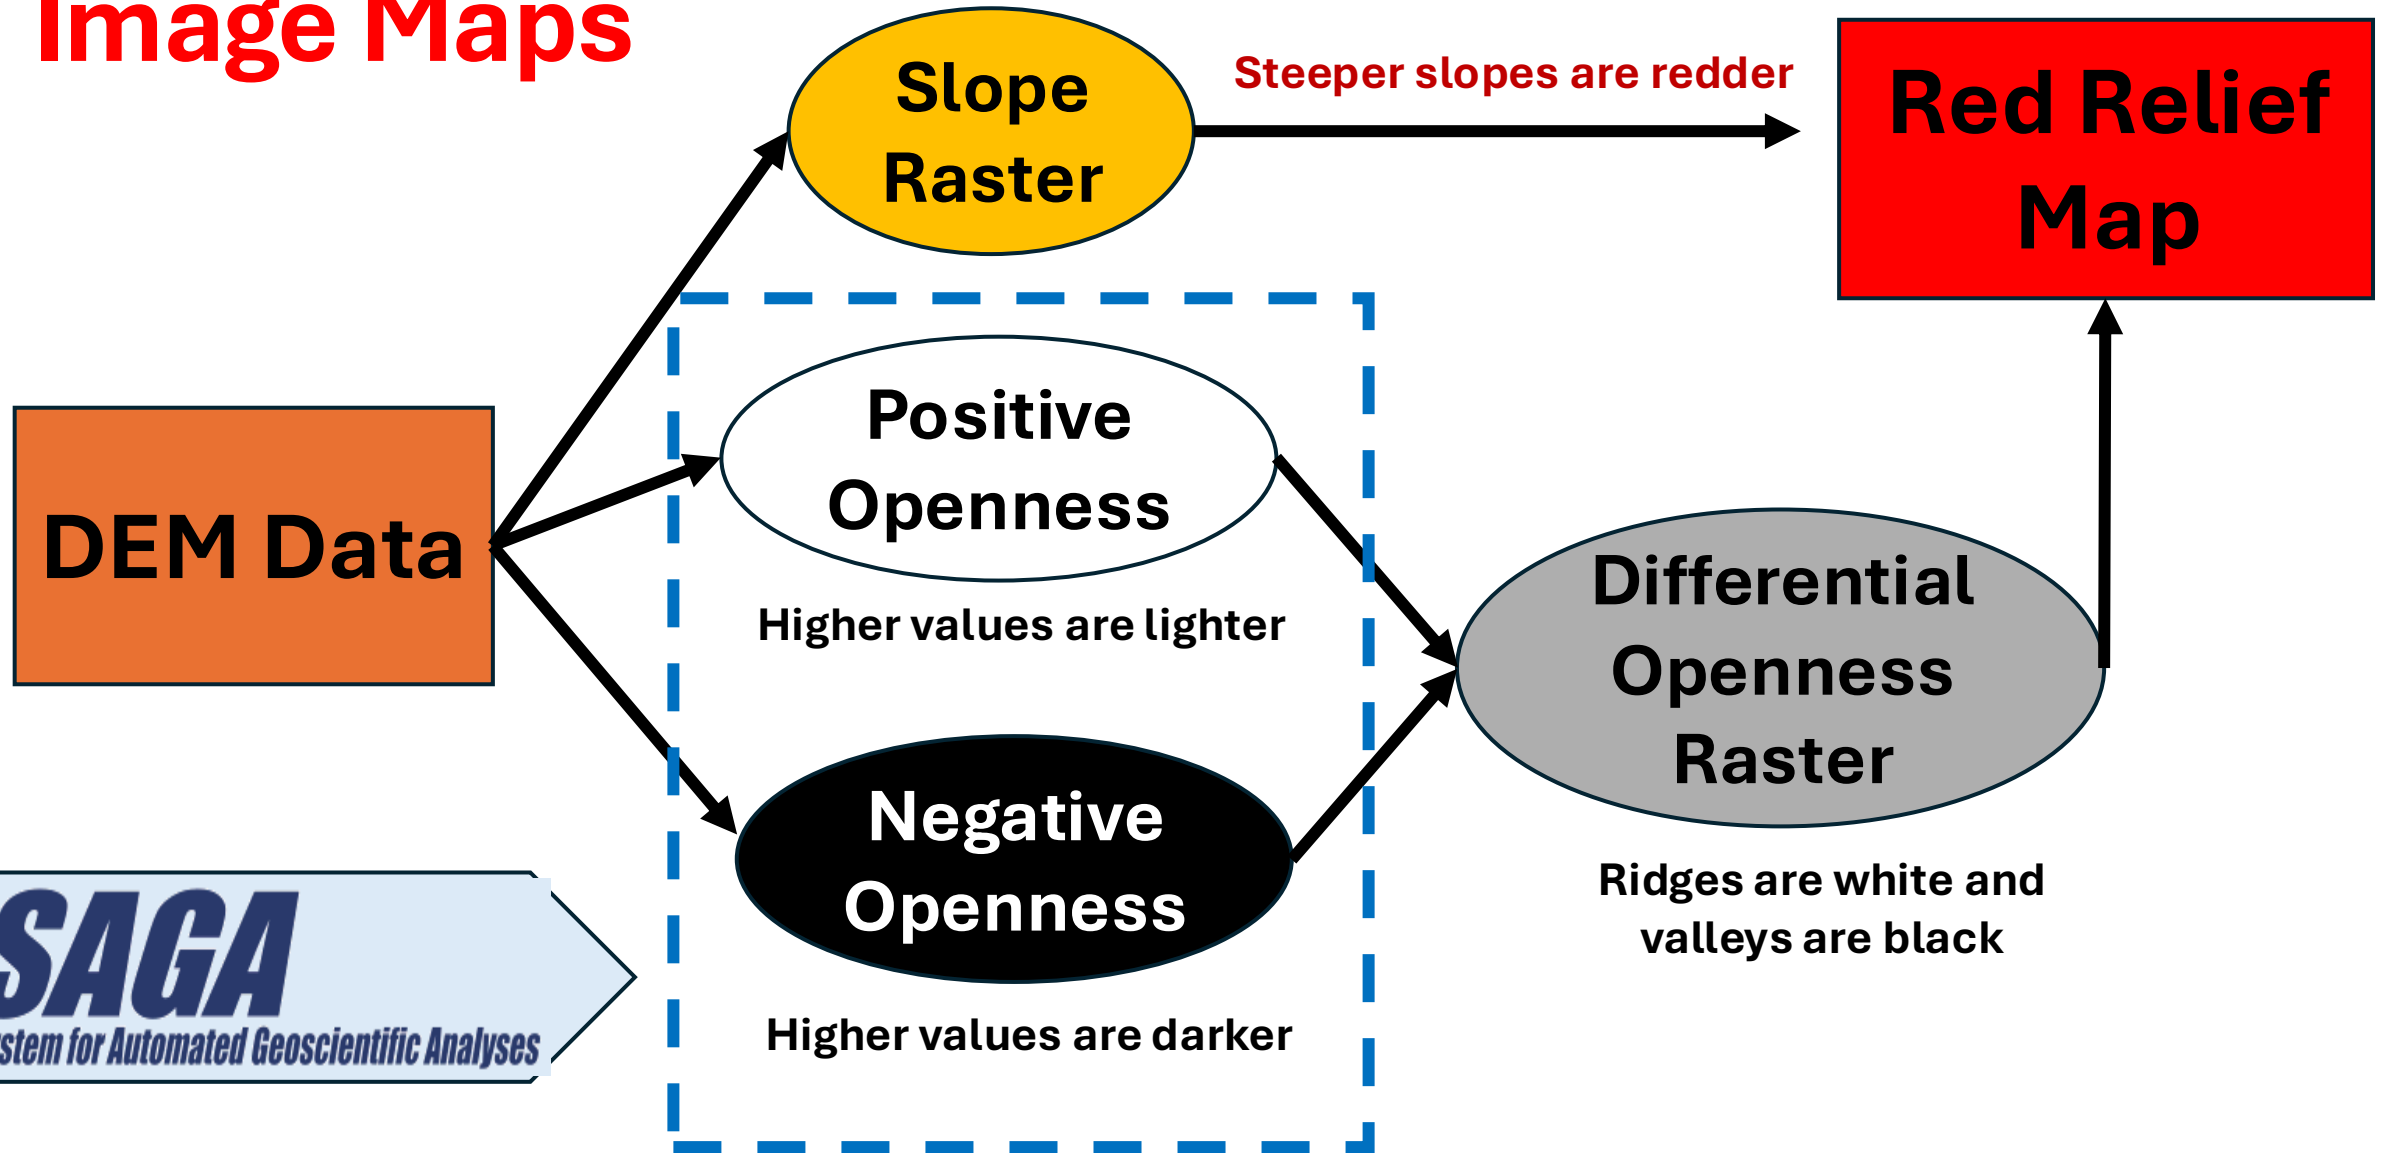 Image Maps
Slope
Raster
Steeper slopes are redder
Red Relief
Map
DEM Data
Positive
Openness
Higher values are lighter
Negative
Openness
Higher values are darker
Differential
Openness
Raster
Ridges are white and
valleys are black
SAGA
stem for Automated Geoscientific Analyses